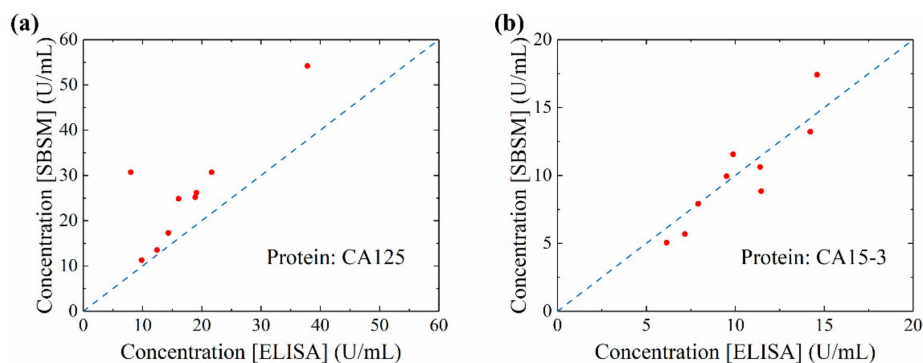 (a)
60
50
40
30
20
10
0
0 10 20 30 40 50 60
Concentration [SBSM] (U/mL)
Concentration [ELISA] (U/mL)
Protein: CA125
(b)
20
15
10
5
0
0 5 10 15 20
Concentration [SBSM] (U/mL)
Concentration [ELISA] (U/mL)
Protein: CA15-3